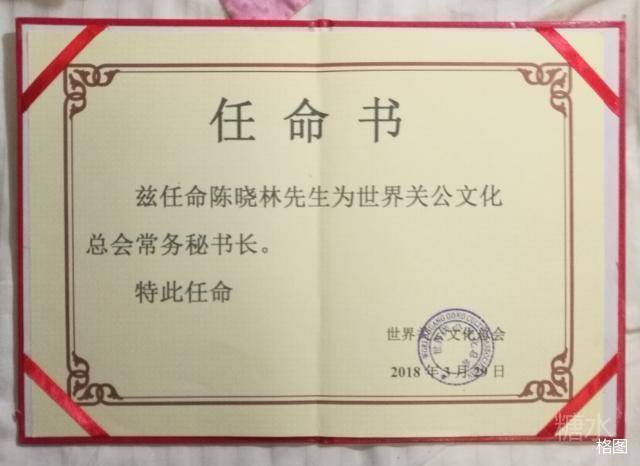 任命书
兹任命陈晓林先生为世界关公文化
总会常务秘书长。
特此任命
世界关公文化总会
2018年3月29日
糖水
格图